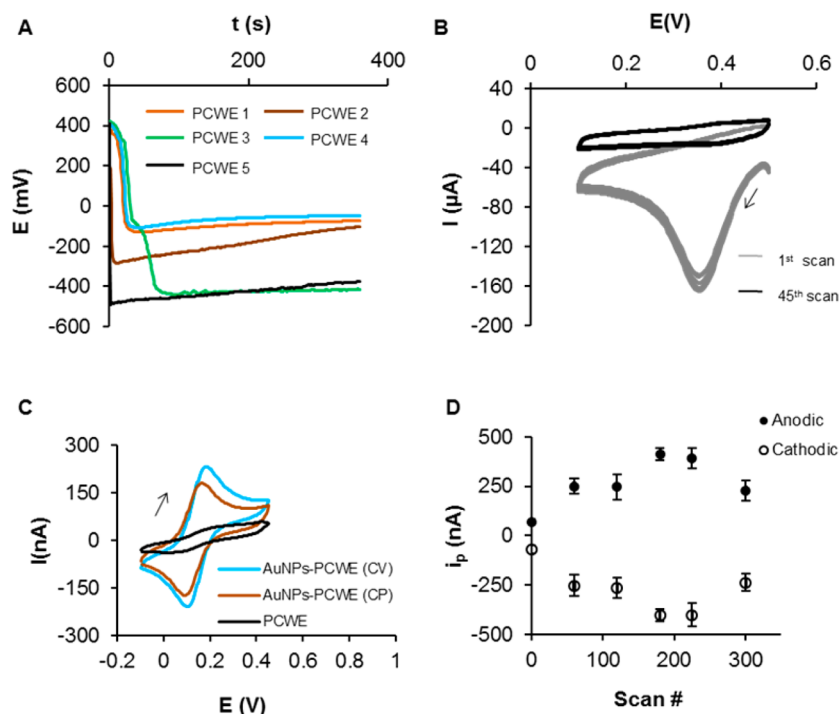 A
t (s)
0 200 400
600
400
200
0
-200
-400
-600
E (mV)
PCWE 1 PCWE 2
PCWE 3 PCWE 4
PCWE 5
B
E(V)
0 0.2 0.4 0.6
0
-40
-80
-120
-160
-200
I (µA)
1st scan
45th scan
C
300
150
0
-150
-300
I(nA)
AuNPs-PCWE (CV)
AuNPs-PCWE (CP)
PCWE
-0.2 0 0.2 0.4 0.6 0.8 1
E (V)
D
Anodic
Cathodic
500
250
0
-250
-500
ip (nA)
0 100 200 300
Scan #